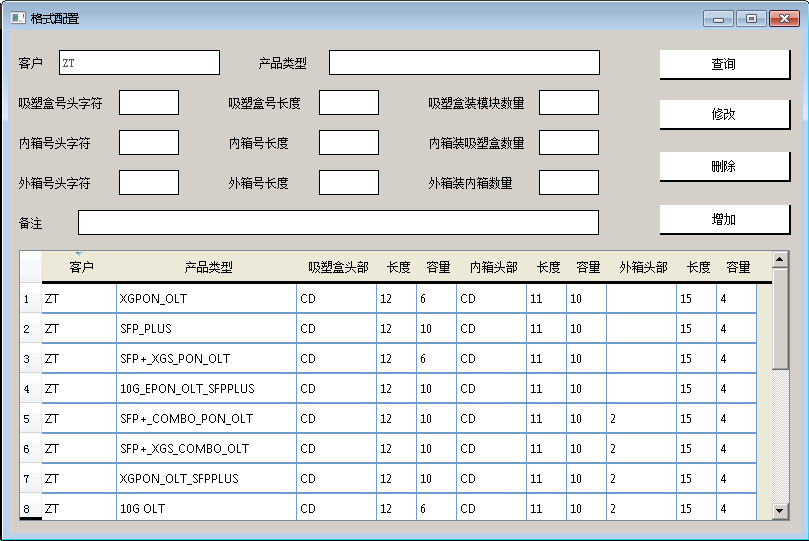 格式配置
客户 ZT 产品类型 查询
吸塑盒号头字符 吸塑盒号长度 吸塑盒装模块数量 修改
内箱号头字符 内箱号长度 内箱装吸塑盒数量 删除
外箱号头字符 外箱号长度 外箱装内箱数量
备注 增加
客户 产品类型 吸塑盒头部 长度 容量 内箱头部 长度 容量 外箱头部 长度 容量
1 ZT XGPON_OLT CD 12 6 CD 11 10 15 4
2 ZT SFP_PLUS CD 12 10 CD 11 10 15 4
3 ZT SFP+_XGS_PON_OLT CD 12 6 CD 11 10 15 4
4 ZT 10G_EPON_OLT_SFPPLUS CD 12 10 CD 11 10 15 4
5 ZT SFP+_COMBO_PON_OLT CD 12 10 CD 11 10 2 15 4
6 ZT SFP+_XGS_COMBO_OLT CD 12 10 CD 11 10 2 15 4
7 ZT XGPON_OLT_SFPPLUS CD 12 10 CD 11 10 2 15 4
8 ZT 10G OLT CD 12 6 CD 11 10 2 15 4